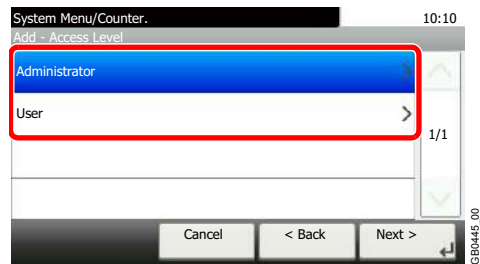 System Menu/Counter.
10:10
Add - Access Level
Administrator
User
1/1
Cancel
< Back
Next >
GB0445_00